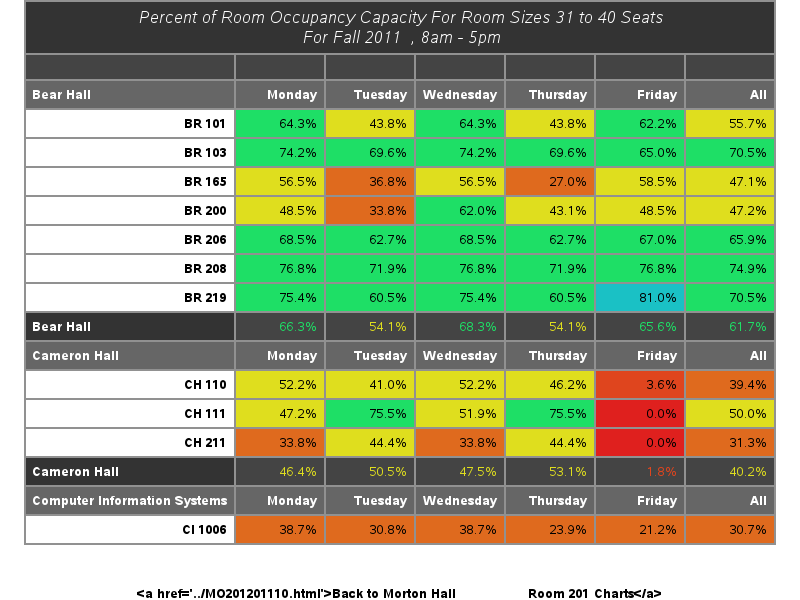 Percent of Room Occupancy Capacity For Room Sizes 31 to 40 Seats
For Fall 2011 , 8am - 5pm
Bear Hall Monday Tuesday Wednesday Thursday Friday All
BR 101 64.3% 43.8% 64.3% 43.8% 62.2% 55.7%
BR 103 74.2% 69.6% 74.2% 69.6% 65.0% 70.5%
BR 165 56.5% 36.8% 56.5% 27.0% 58.5% 47.1%
BR 200 48.5% 33.8% 62.0% 43.1% 48.5% 47.2%
BR 206 68.5% 62.7% 68.5% 62.7% 67.0% 65.9%
BR 208 76.8% 71.9% 76.8% 71.9% 76.8% 74.9%
BR 219 75.4% 60.5% 75.4% 60.5% 81.0% 70.5%
Bear Hall 66.3% 54.1% 68.3% 54.1% 65.6% 61.7%
Cameron Hall Monday Tuesday Wednesday Thursday Friday All
CH 110 52.2% 41.0% 52.2% 46.2% 3.6% 39.4%
CH 111 47.2% 75.5% 51.9% 75.5% 0.0% 50.0%
CH 211 33.8% 44.4% 33.8% 44.4% 0.0% 31.3%
Cameron Hall 46.4% 50.5% 47.5% 53.1% 1.8% 40.2%
Computer Information Systems Monday Tuesday Wednesday Thursday Friday All
CI 1006 38.7% 30.8% 38.7% 23.9% 21.2% 30.7%
<a href='../MO201201110.html'>Back to Morton Hall Room 201 Charts</a>